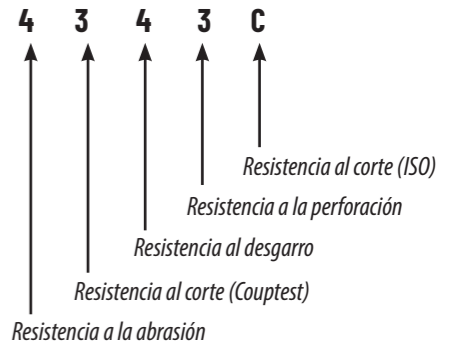 4 3 4 3 C
Resistencia al corte (ISO)
Resistencia a la perforación
Resistencia al desgarro
Resistencia al corte (Couptest)
Resistencia a la abrasión